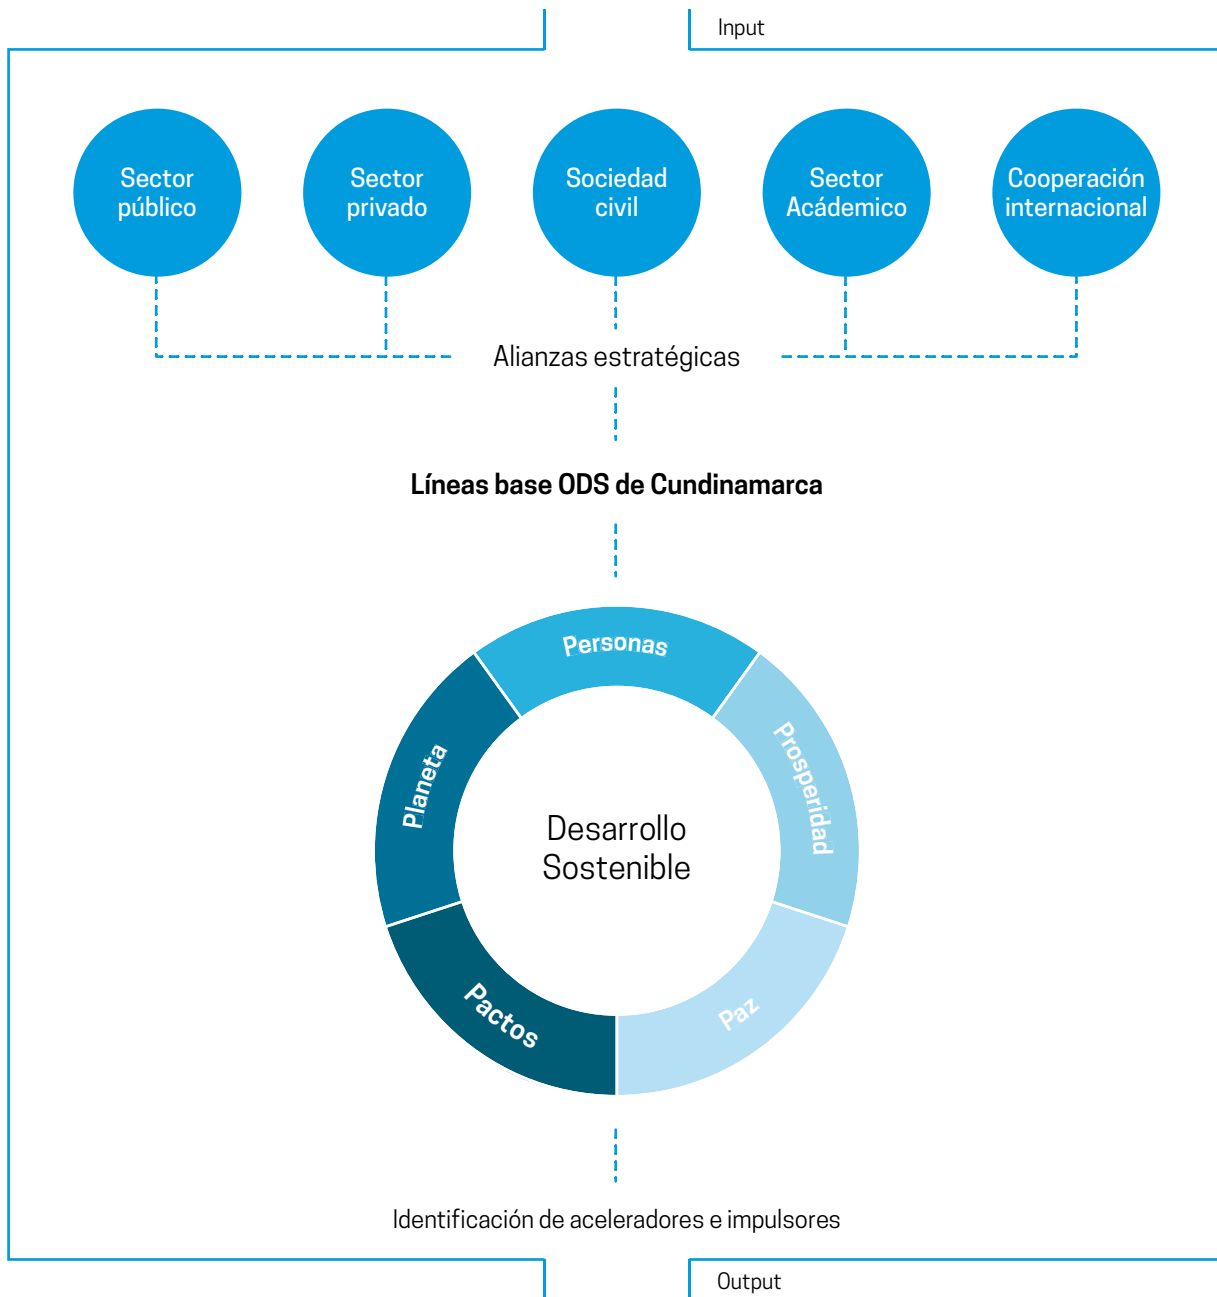 Input
Sector
público
Sector
privado
Sociedad
civil
Sector
Acádemico
Cooperación
internacional
Alianzas estratégicas
Líneas base ODS de Cundinamarca
Personas
Prosperidad
Planeta
Desarrollo
Sostenible
Pactos
Paz
Identificación de aceleradores e impulsores
Output